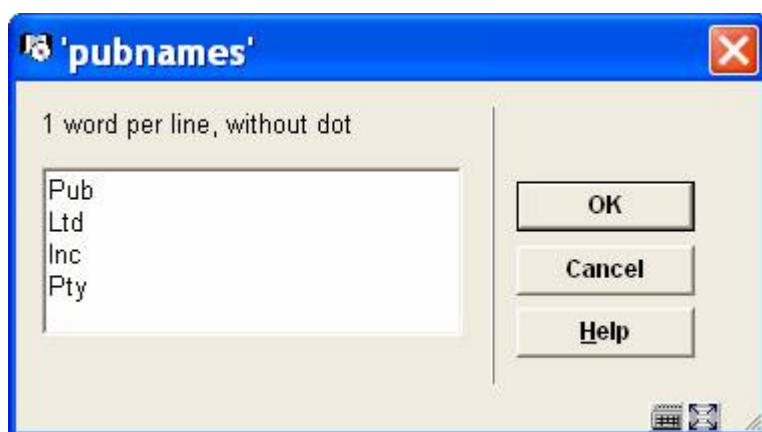 'pubnames'
1 word per line, without dot
Pub
Ltd
Inc
Pty
OK
Cancel
Help